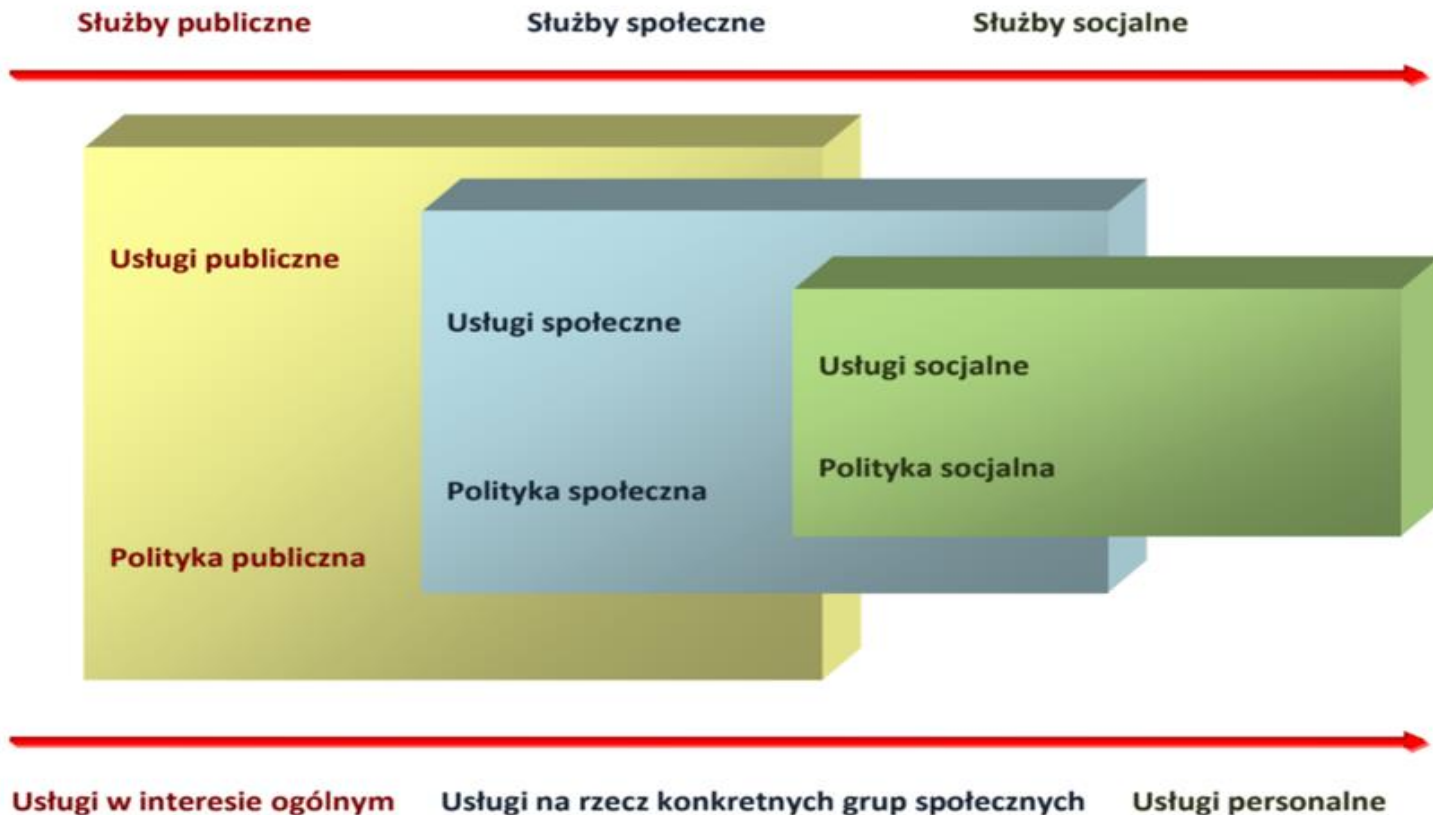 Służby publiczne
Służby społeczne
Służby socjalne
Usługi publiczne
Polityka publiczna
Usługi społeczne
Polityka społeczna
Usługi socjalne
Polityka socjalna
Usługi w interesie ogólnym
Usługi na rzecz konkretnych grup społecznych
Usługi personalne